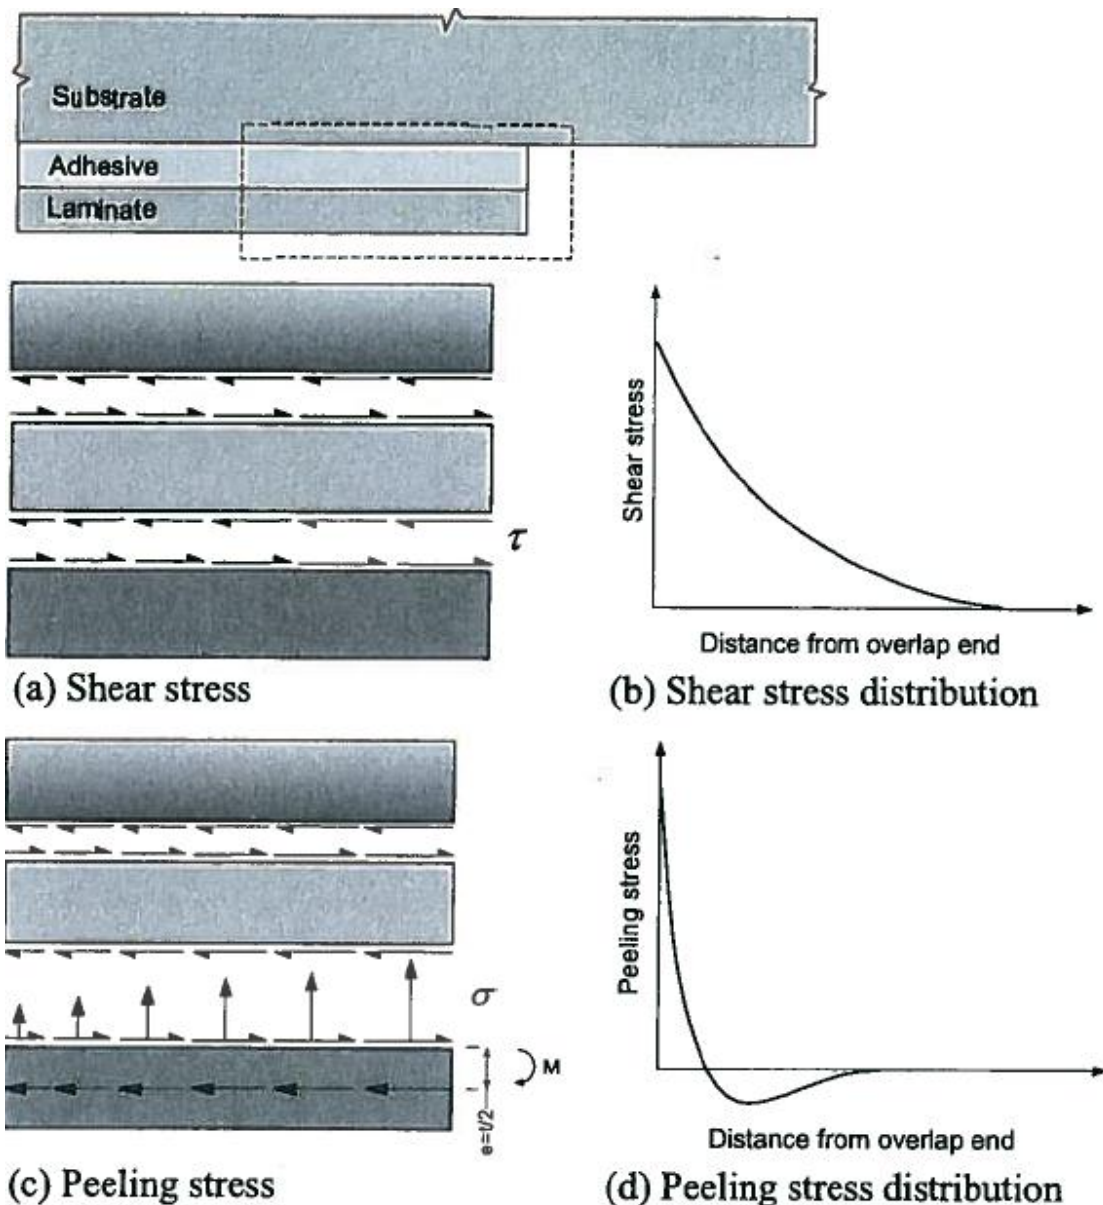 Substrate
Adhesive
Laminate
τ
(a) Shear stress
Shear stress
Distance from overlap end
(b) Shear stress distribution
σ
M
e=t/2
(c) Peeling stress
Peeling stress
Distance from overlap end
(d) Peeling stress distribution